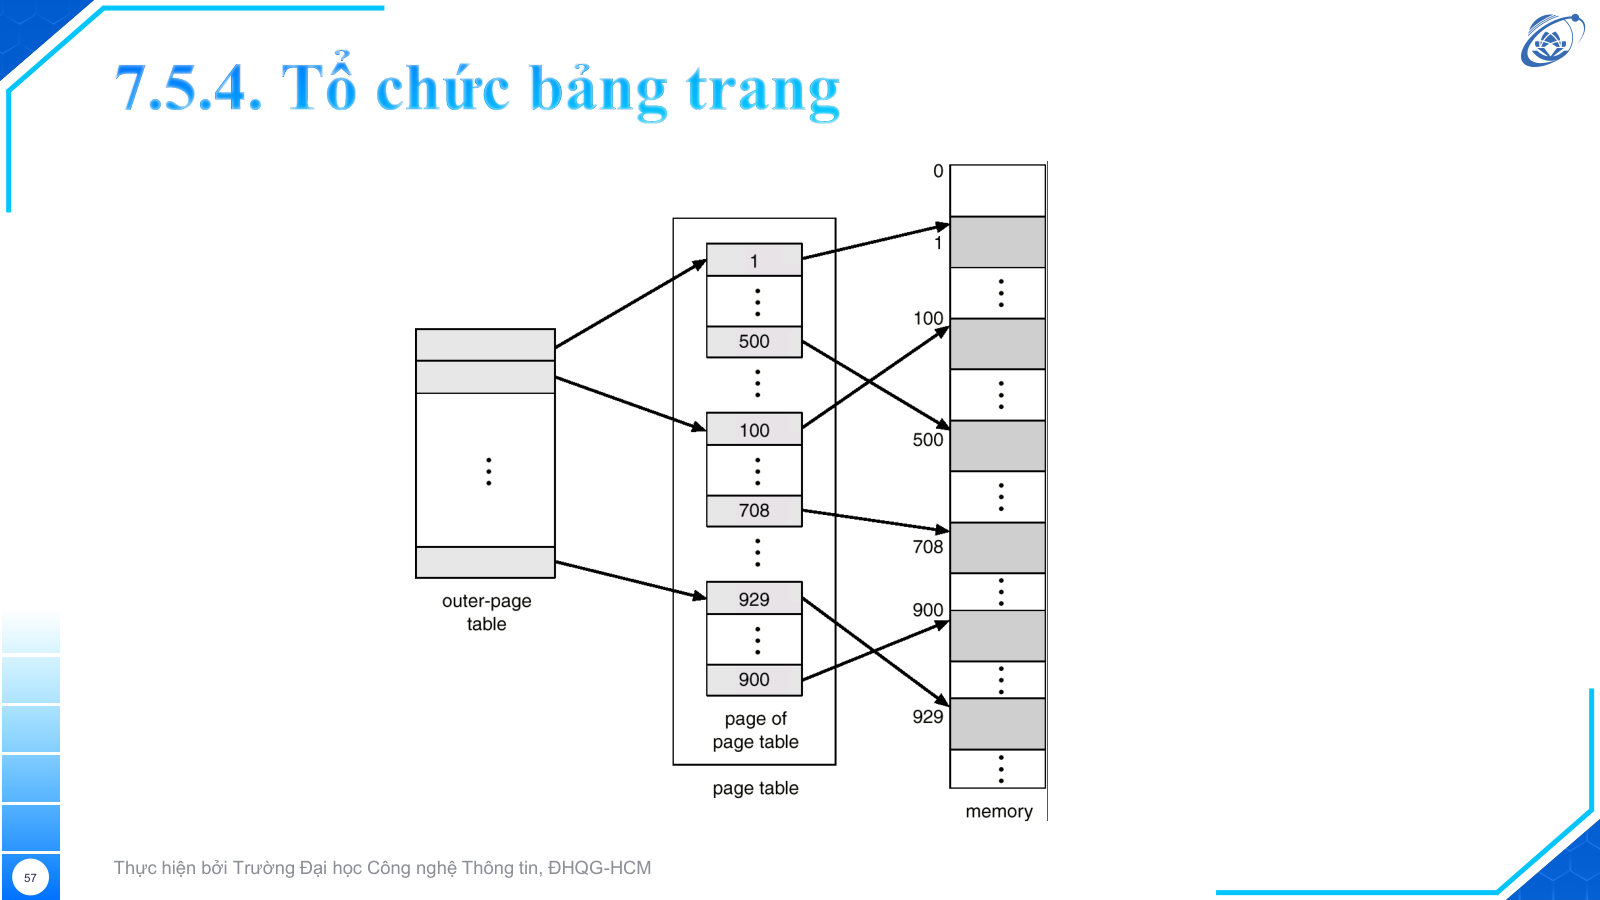 7.5.4. Tổ chức bảng trang
outer-page
table
1
500
100
708
929
900
page of
page table
page table
0
1
100
500
708
900
929
memory
Thực hiện bởi Trường Đại học Công nghệ Thông tin, ĐHQG-HCM
57